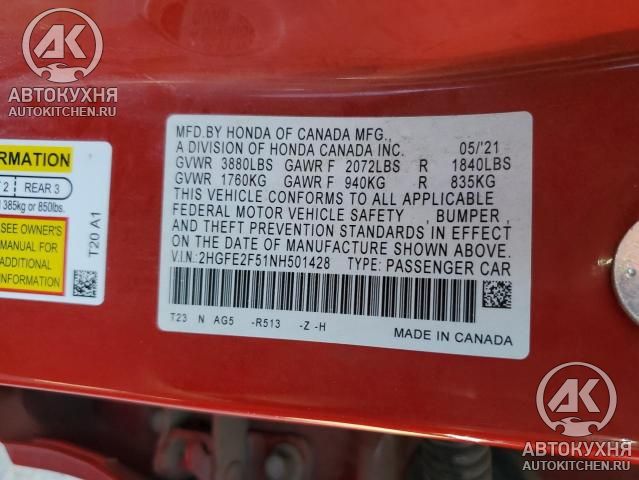 АК
АВТОКУХНЯ
AUTOKITCHEN.RU
ORMATION
2 REAR 3
385kg or 850lbs.
SEE OWNER'S
MANUAL FOR
ADDITIONAL
INFORMATION
T20 A1
MFD.BY HONDA OF CANADA MFG.,
A DIVISION OF HONDA CANADA INC. 05/'21
GVWR 3880LBS GAWR F 2072LBS R 1840LBS
GVWR 1760KG GAWR F 940KG R 835KG
THIS VEHICLE CONFORMS TO ALL APPLICABLE
FEDERAL MOTOR VEHICLE SAFETY , BUMPER ,
AND THEFT PREVENTION STANDARDS IN EFFECT
ON THE DATE OF MANUFACTURE SHOWN ABOVE.
V.I.N:2HGFE2F51NH501428 TYPE: PASSENGER CAR
T23 N AG5 -R513 -Z -H
MADE IN CANADA
АК
АВТОКУХНЯ
AUTOKITCHEN.RU